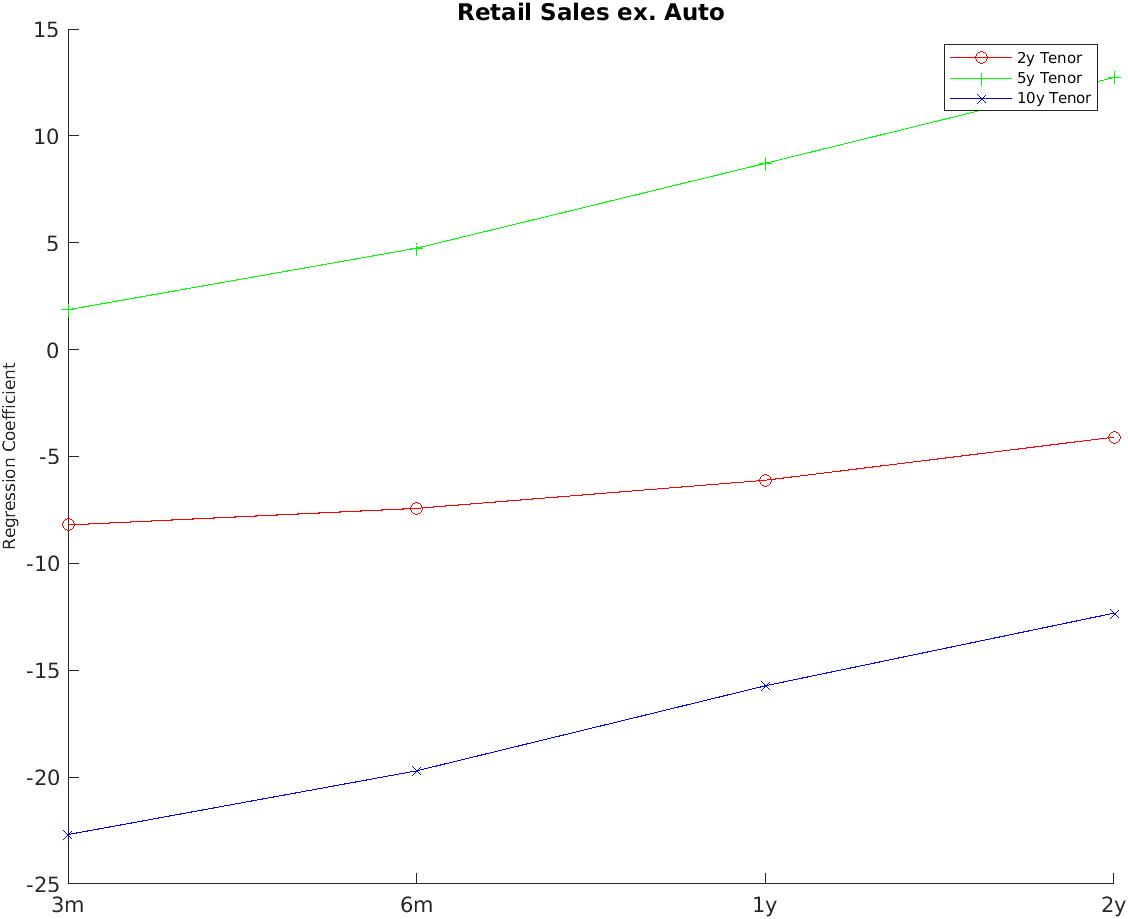 Retail Sales ex. Auto
15
10
5
0
-5
-10
-15
-20
-25
Regression Coefficient
2y Tenor
5y Tenor
10y Tenor
3m
6m
1y
2y